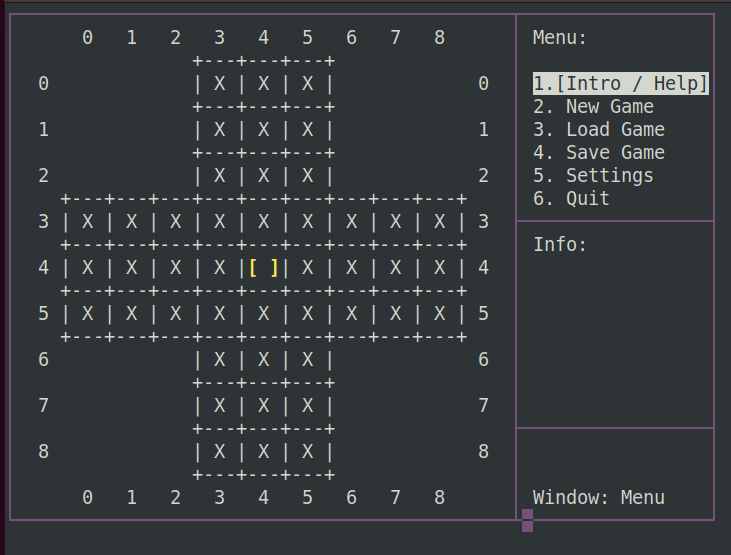 0 1 2 3 4 5 6 7 8
+---+---+---+
0 | X | X | X | 0
+---+---+---+
1 | X | X | X | 1
+---+---+---+
2 | X | X | X | 2
+---+---+---+---+---+---+---+---+---+
3 | X | X | X | X | X | X | X | X | X | 3
+---+---+---+---+---+---+---+---+---+
4 | X | X | X | X |[ ]| X | X | X | X | 4
+---+---+---+---+---+---+---+---+---+
5 | X | X | X | X | X | X | X | X | X | 5
+---+---+---+---+---+---+---+---+---+
6 | X | X | X | 6
+---+---+---+
7 | X | X | X | 7
+---+---+---+
8 | X | X | X | 8
+---+---+---+
0 1 2 3 4 5 6 7 8
Menu:
1.[Intro / Help]
2. New Game
3. Load Game
4. Save Game
5. Settings
6. Quit
Info:
Window: Menu